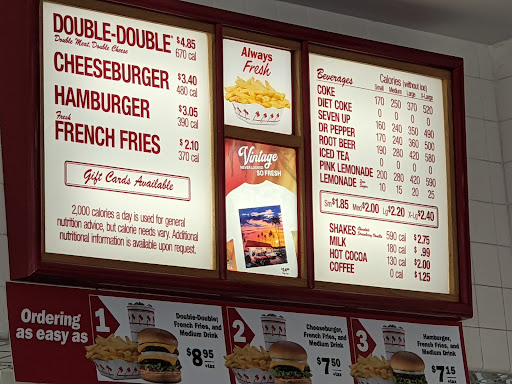 DOUBLE-DOUBLE® $4.85
Double Meat, Double Cheese 670 cal
CHEESEBURGER $3.40
480 cal
HAMBURGER $3.05
390 cal
Fresh
FRENCH FRIES $2.10
370 cal
Gift Cards Available
2,000 calories a day is used for general
nutrition advice, but calorie needs vary. Additional
nutritional information is available upon request.
Always
Fresh
Vintage
SO FRESH
Beverages Calories (without Ice)
Small Medium Large X-Large
COKE 170 250 370 520
DIET COKE 0 0 0 0
SEVEN UP 160 240 350 490
DR PEPPER 170 240 360 500
ROOT BEER 190 280 420 580
ICED TEA 0 0 0 0
PINK LEMONADE 200 280 420 590
LEMONADE 10 15 20 25
Sm $1.85 Med $2.00 Lg $2.20 X-Lg $2.40
SHAKES 590 cal $2.75
MILK 180 cal $ .99
HOT COCOA 130 cal $2.00
COFFEE 0 cal $1.25
Ordering
as easy as
1
Double-Double®,
French Fries, and
Medium Drink
$8.95
+tax
2
Cheeseburger,
French Fries, and
Medium Drink
$7.50
+tax
3
Hamburger,
French Fries, and
Medium Drink
$7.15
+tax